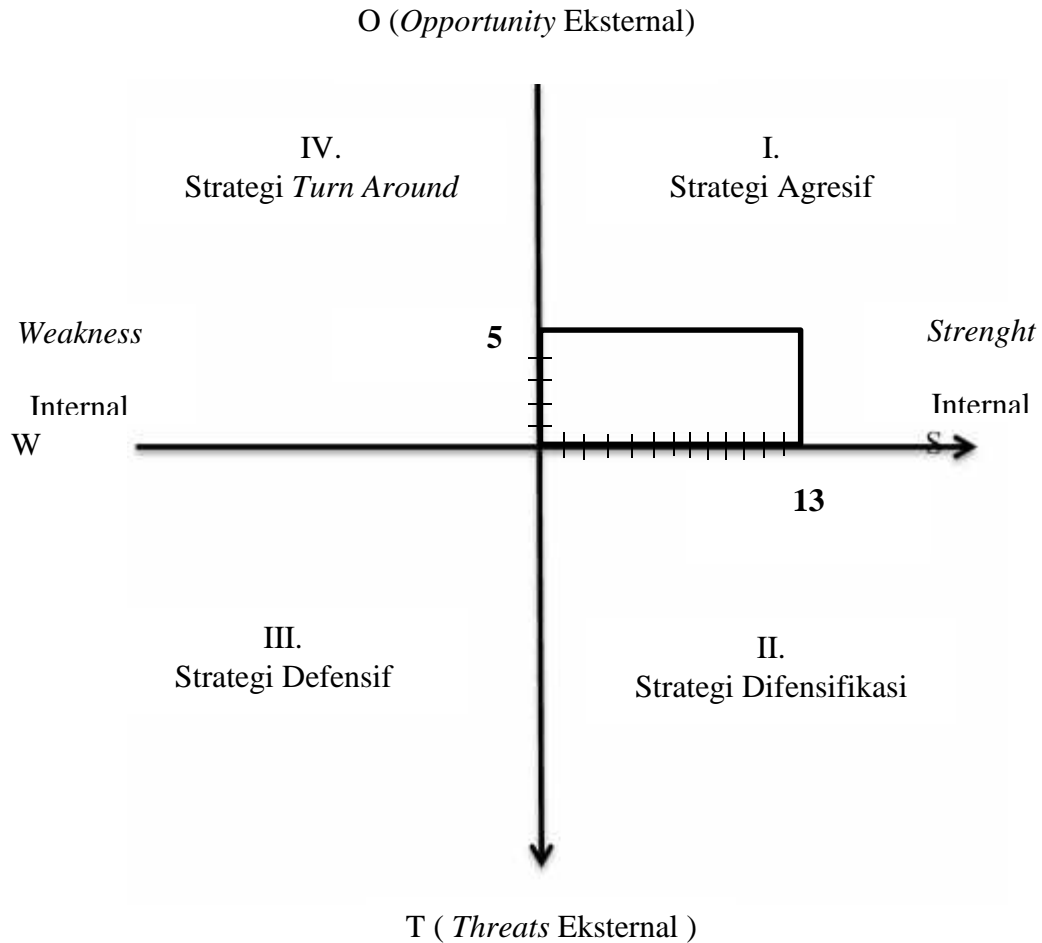 O (Opportunity Eksternal)
IV.
Strategi Turn Around
I.
Strategi Agresif
Weakness
Internal
W
5
Strenght
Internal
S
13
III.
Strategi Defensif
II.
Strategi Difensifikasi
T ( Threats Eksternal )